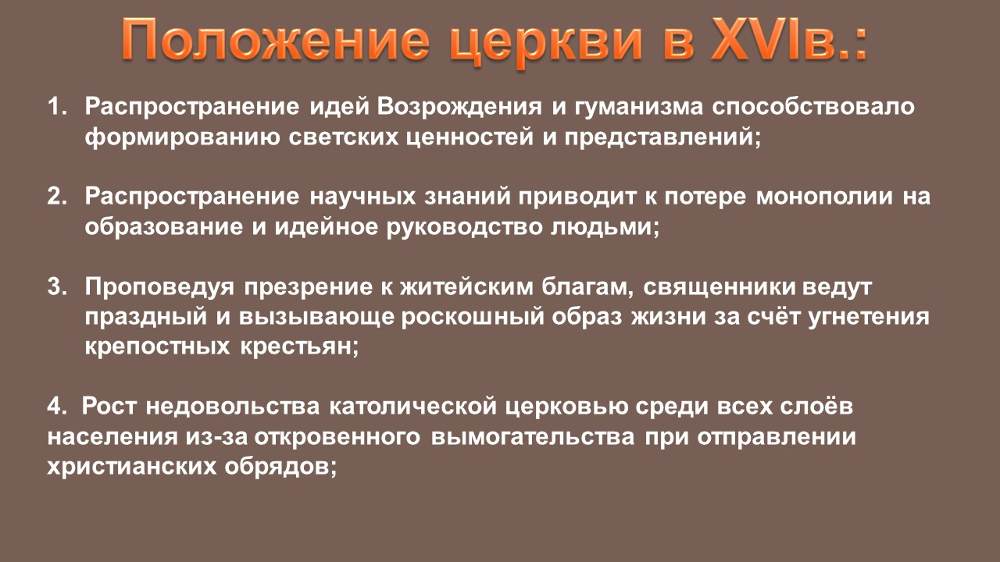 Положение церкви в XVIв.:
1. Распространение идей Возрождения и гуманизма способствовало
формированию светских ценностей и представлений;
2. Распространение научных знаний приводит к потере монополии на
образование и идейное руководство людьми;
3. Проповедуя презрение к житейским благам, священники ведут
праздный и вызывающе роскошный образ жизни за счёт угнетения
крепостных крестьян;
4. Рост недовольства католической церковью среди всех слоёв
населения из-за откровенного вымогательства при отправлении
христианских обрядов;